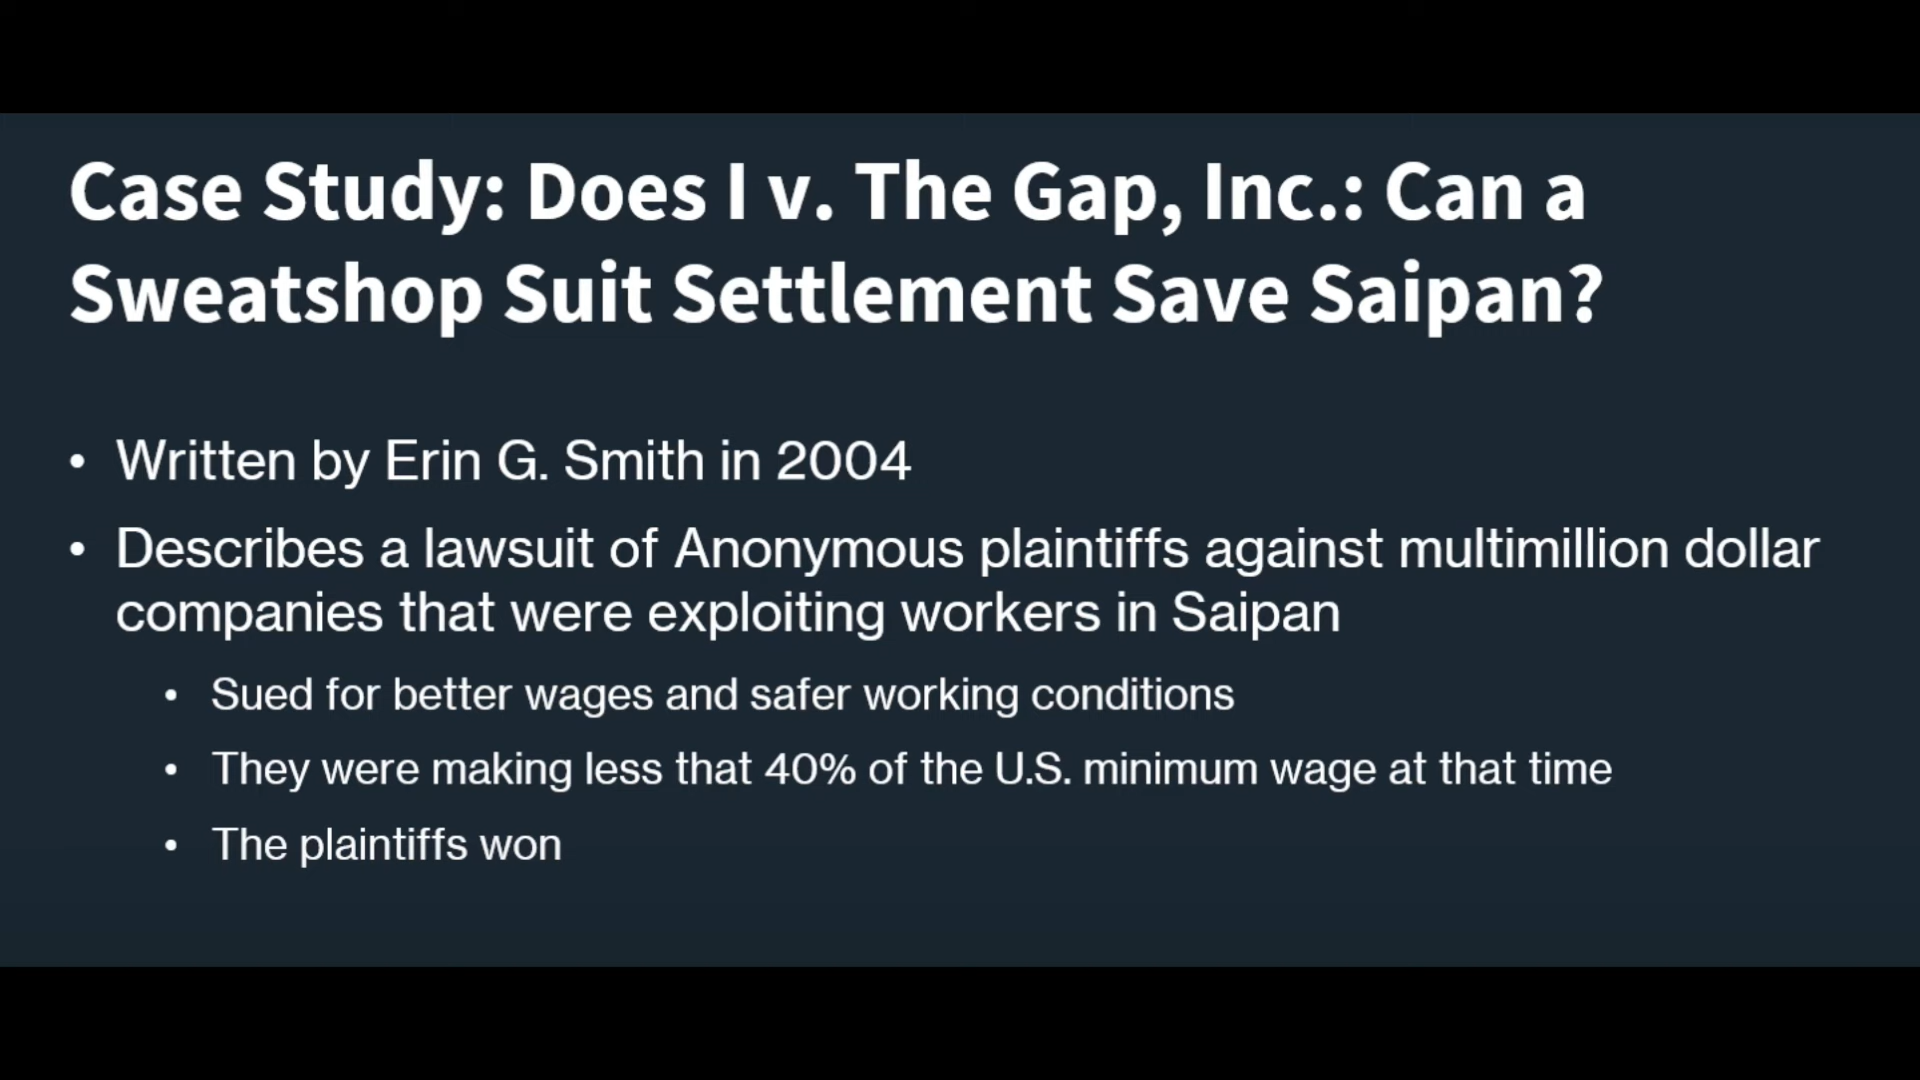 Case Study: Does I v. The Gap, Inc.: Can a
Sweatshop Suit Settlement Save Saipan?
• Written by Erin G. Smith in 2004
• Describes a lawsuit of Anonymous plaintiffs against multimillion dollar
companies that were exploiting workers in Saipan
• Sued for better wages and safer working conditions
• They were making less that 40% of the U.S. minimum wage at that time
• The plaintiffs won